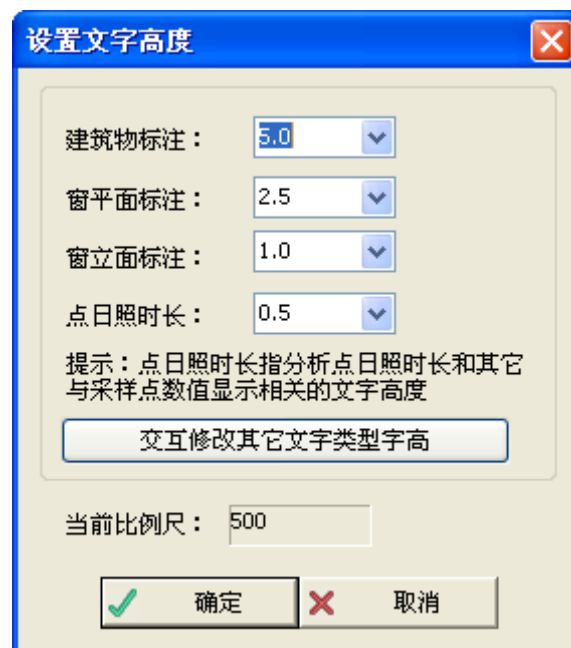 设置文字高度
建筑物标注： 5.0
窗平面标注： 2.5
窗立面标注： 1.0
点日照时长： 0.5
提示：点日照时长指分析点日照时长和其它
与采样点数值显示相关的文字高度
交互修改其它文字类型字高
当前比例尺： 500
确定 取消